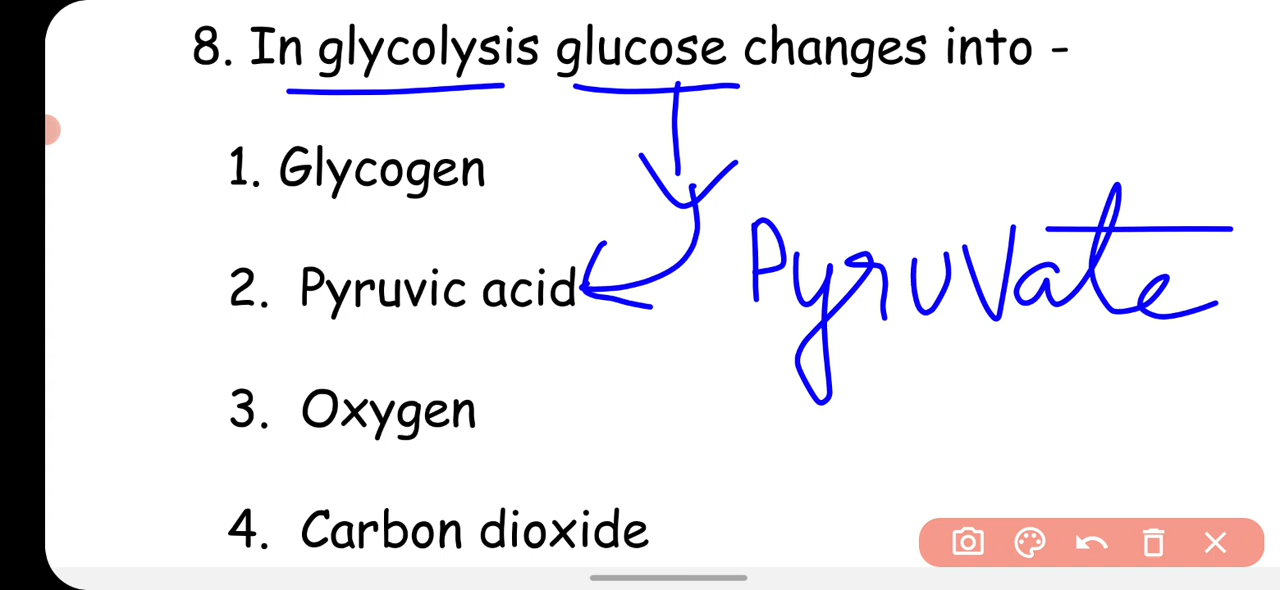 8. In glycolysis glucose changes into -
1. Glycogen
2. Pyruvic acid
Pyruvate
3. Oxygen
4. Carbon dioxide